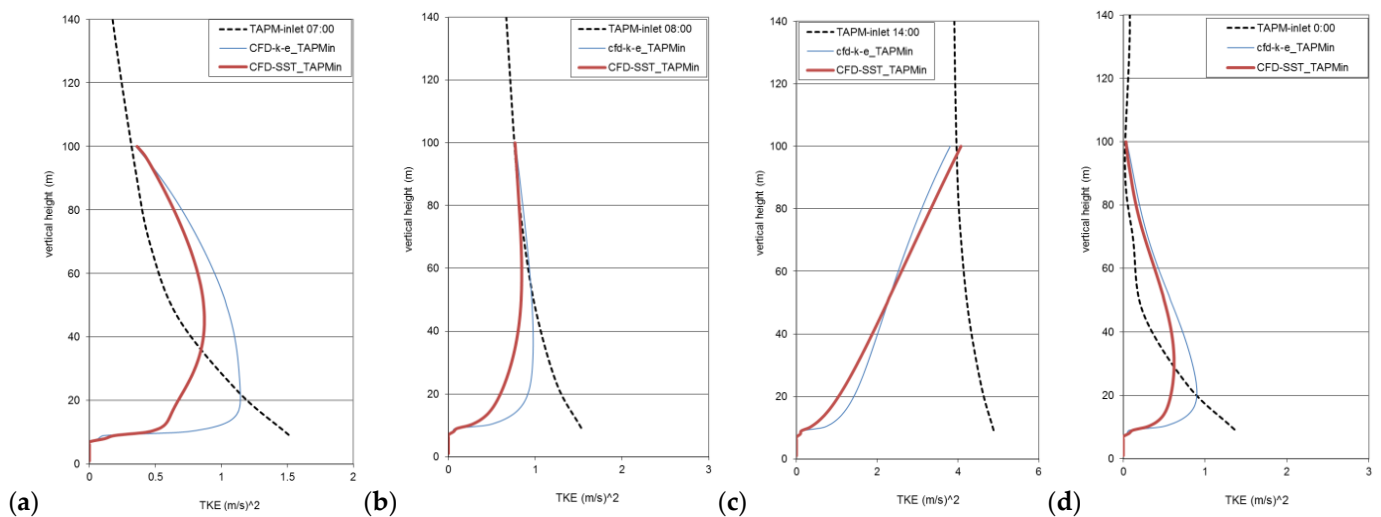 140
120
100
80
60
40
20
0
vertical height (m)
TAPM-inlet 07:00
CFD-k-e_TAPMin
CFD-SST_TAPMin
0 0.5 1 1.5 2
TKE (m/s)^2
(a)
140
120
100
80
60
40
20
0
vertical height (m)
TAPM-inlet 08:00
cfd-k-e_TAPMin
CFD-SST_TAPMin
0 1 2 3
TKE (m/s)^2
(b)
140
120
100
80
60
40
20
0
vertical height (m)
TAPM-inlet 14:00
cfd-k-e_TAPMin
CFD-SST_TAPMin
0 2 4 6
TKE (m/s)^2
(c)
140
120
100
80
60
40
20
0
vertical height (m)
TAPM-inlet 0:00
cfd-k-e_TAPMin
CFD-SST_TAPMin
0 1 2 3
TKE (m/s)^2
(d)